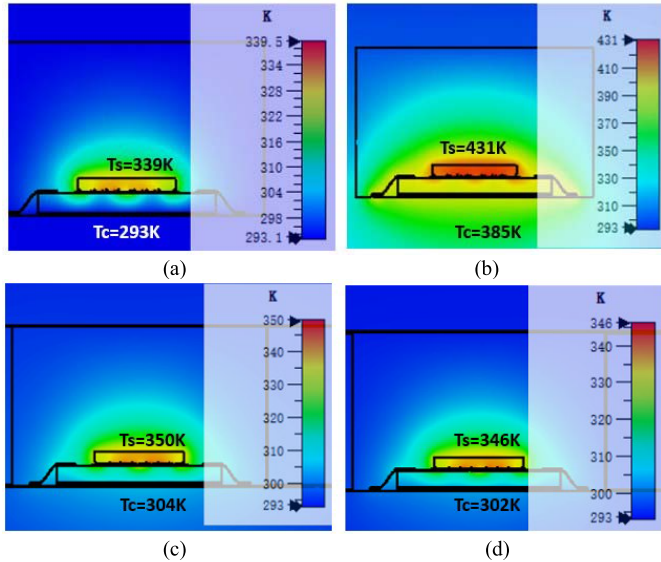 K
339.5
334
328
322
316
310
304
298
293.1
Ts=339K
Tc=293K
(a)
K
431
410
390
370
350
330
310
293
Ts=431K
Tc=385K
(b)
K
350
340
330
320
310
300
293
Ts=350K
Tc=304K
(c)
K
346
340
330
320
310
300
293
Ts=346K
Tc=302K
(d)